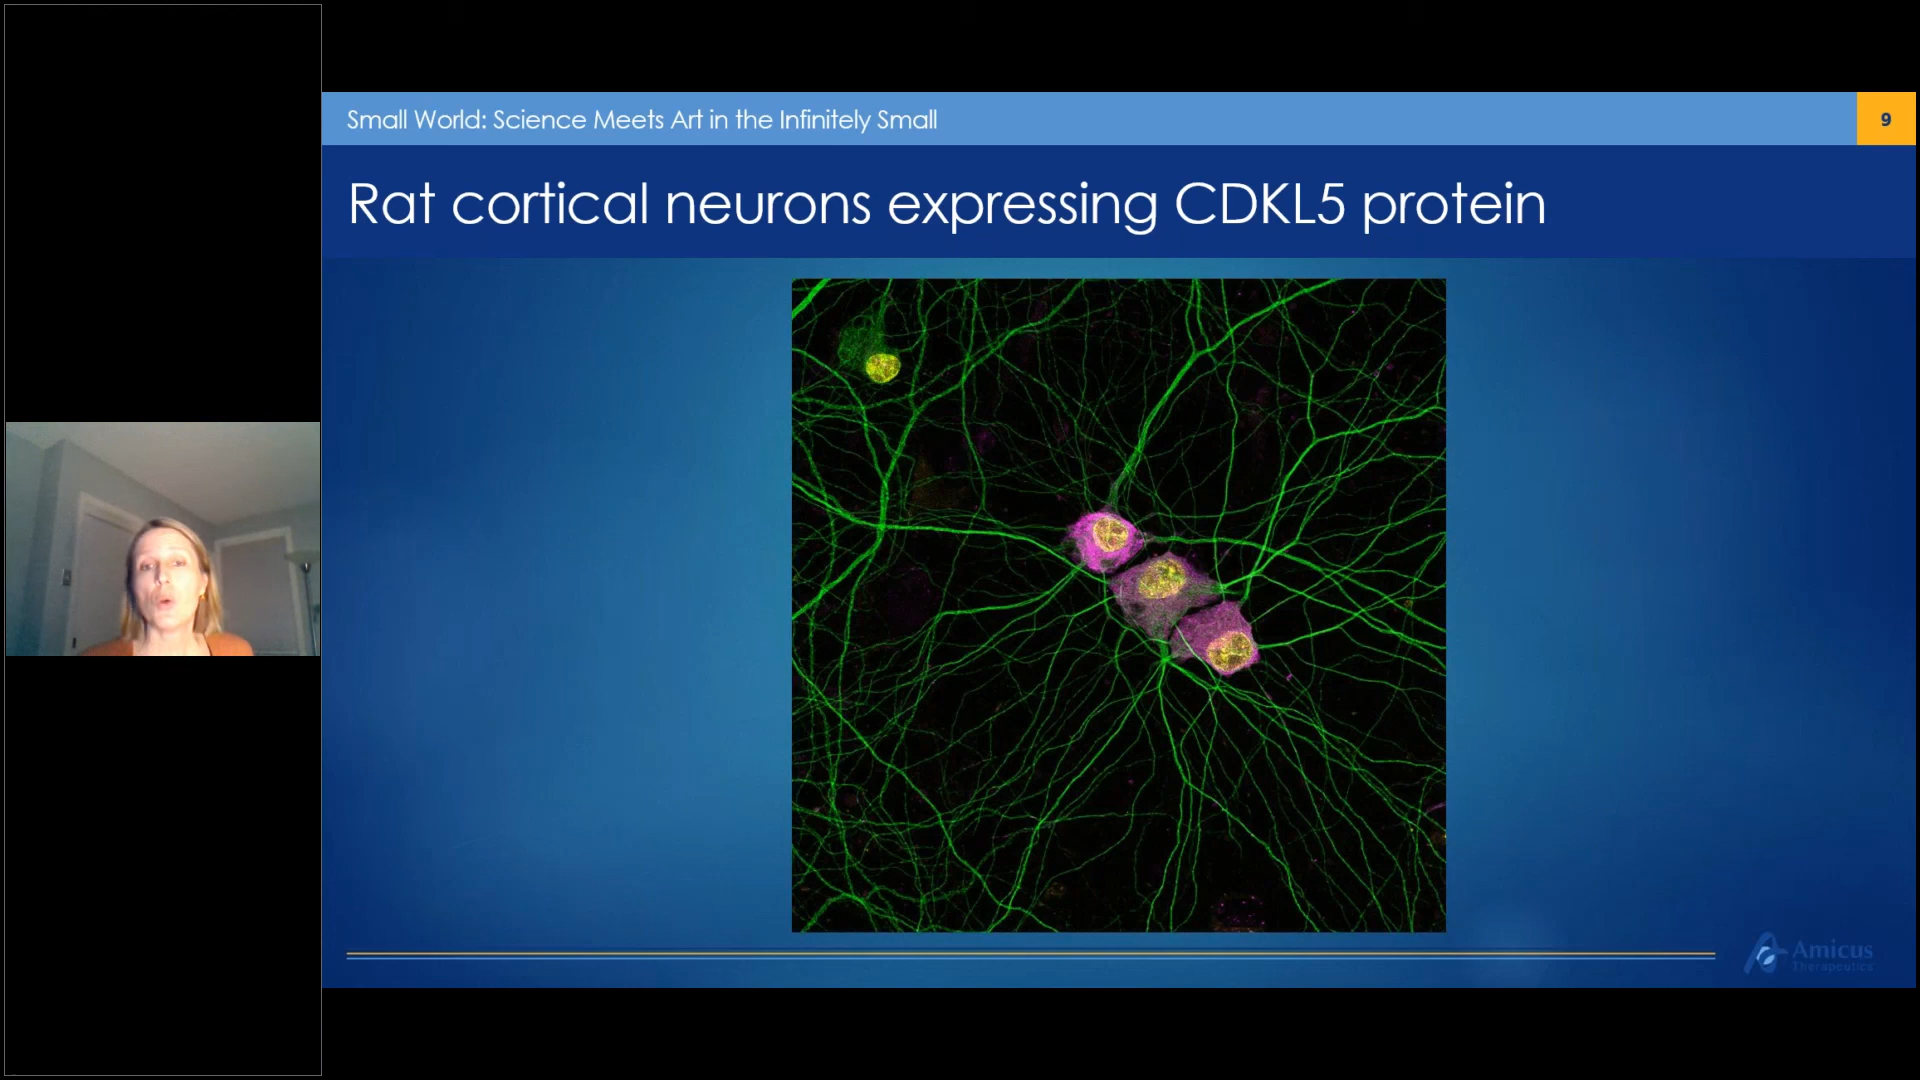 Small World: Science Meets Art in the Infinitely Small
9
Rat cortical neurons expressing CDKL5 protein
Amicus
Therapeutics